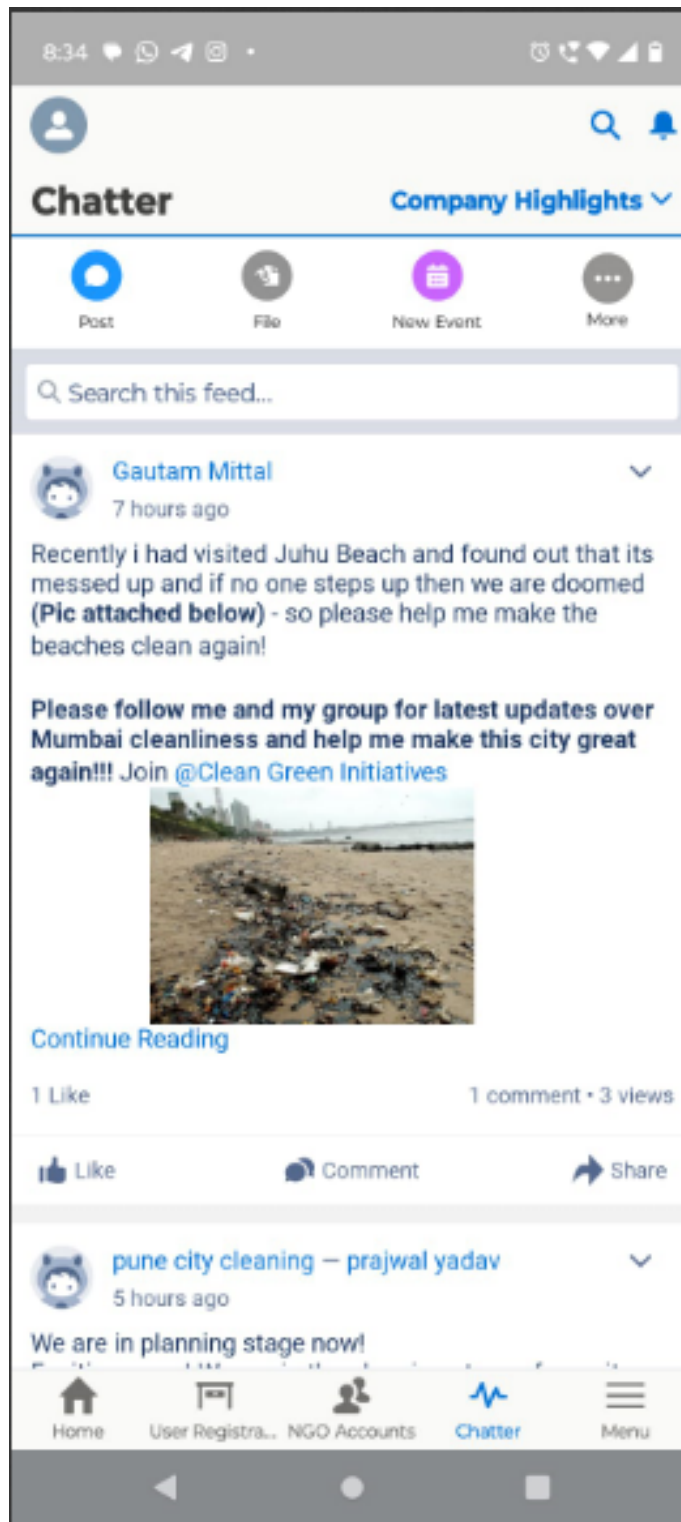 8:34
Chatter
Company Highlights
Post
File
New Event
More
Search this feed...
Gautam Mittal
7 hours ago
Recently i had visited Juhu Beach and found out that its
messed up and if no one steps up then we are doomed
(Pic attached below) - so please help me make the
beaches clean again!
Please follow me and my group for latest updates over
Mumbai cleanliness and help me make this city great
again!!! Join @Clean Green Initiatives
Continue Reading
1 Like
1 comment • 3 views
Like
Comment
Share
pune city cleaning — prajwal yadav
5 hours ago
We are in planning stage now!
Home
User Registra...
NGO Accounts
Chatter
Menu